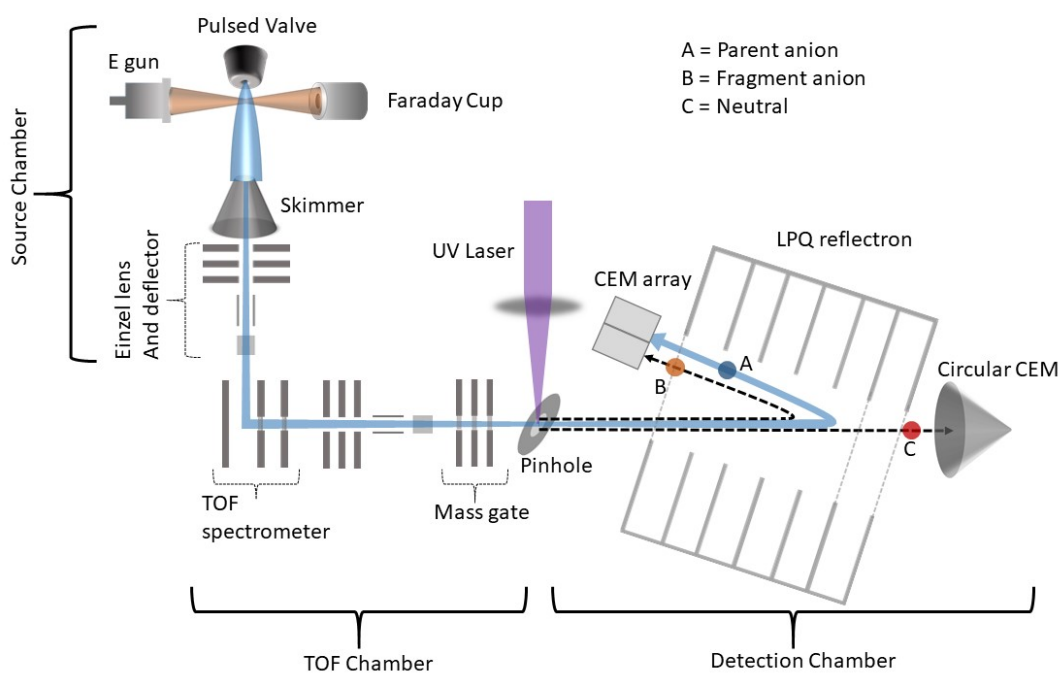 Pulsed Valve
E gun
Faraday Cup
A = Parent anion
B = Fragment anion
C = Neutral
Source Chamber
Skimmer
UV Laser
LPQ reflectron
CEM array
Einzel lens
And deflector
A
B
Circular CEM
C
Pinhole
TOF
spectrometer
Mass gate
TOF Chamber
Detection Chamber